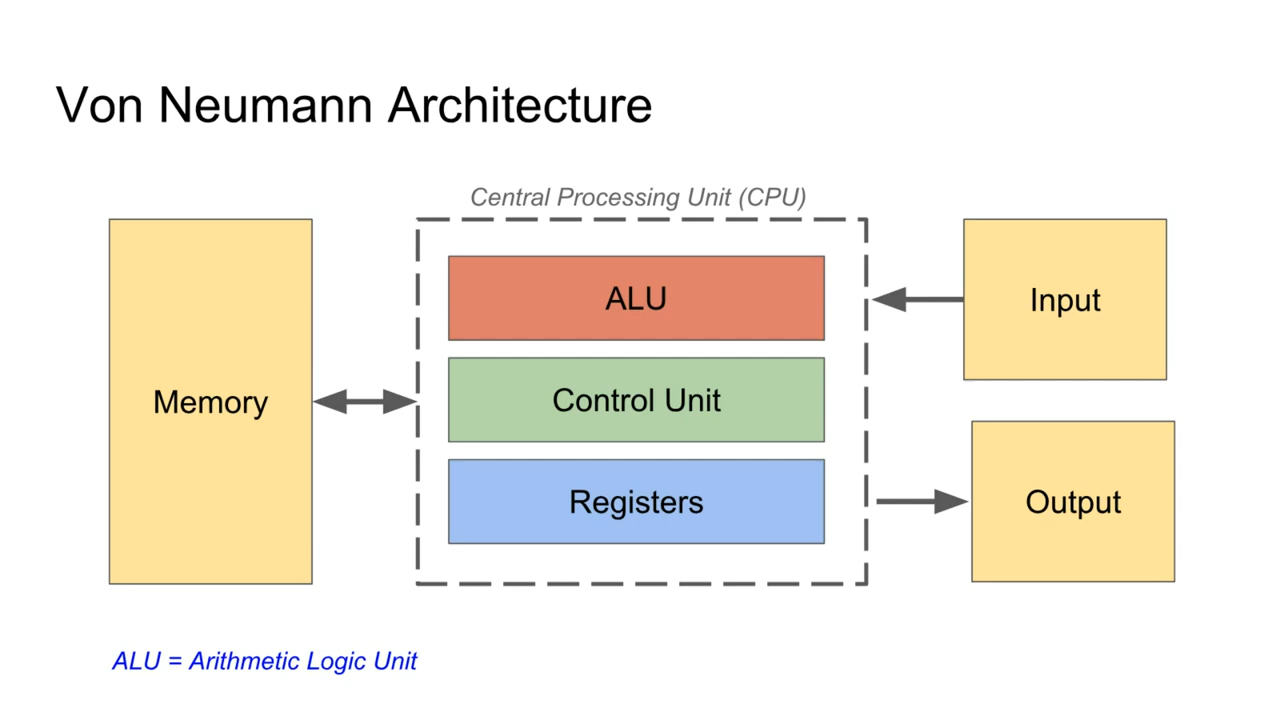 Von Neumann Architecture
Central Processing Unit (CPU)
Memory
ALU
Control Unit
Registers
Input
Output
ALU = Arithmetic Logic Unit